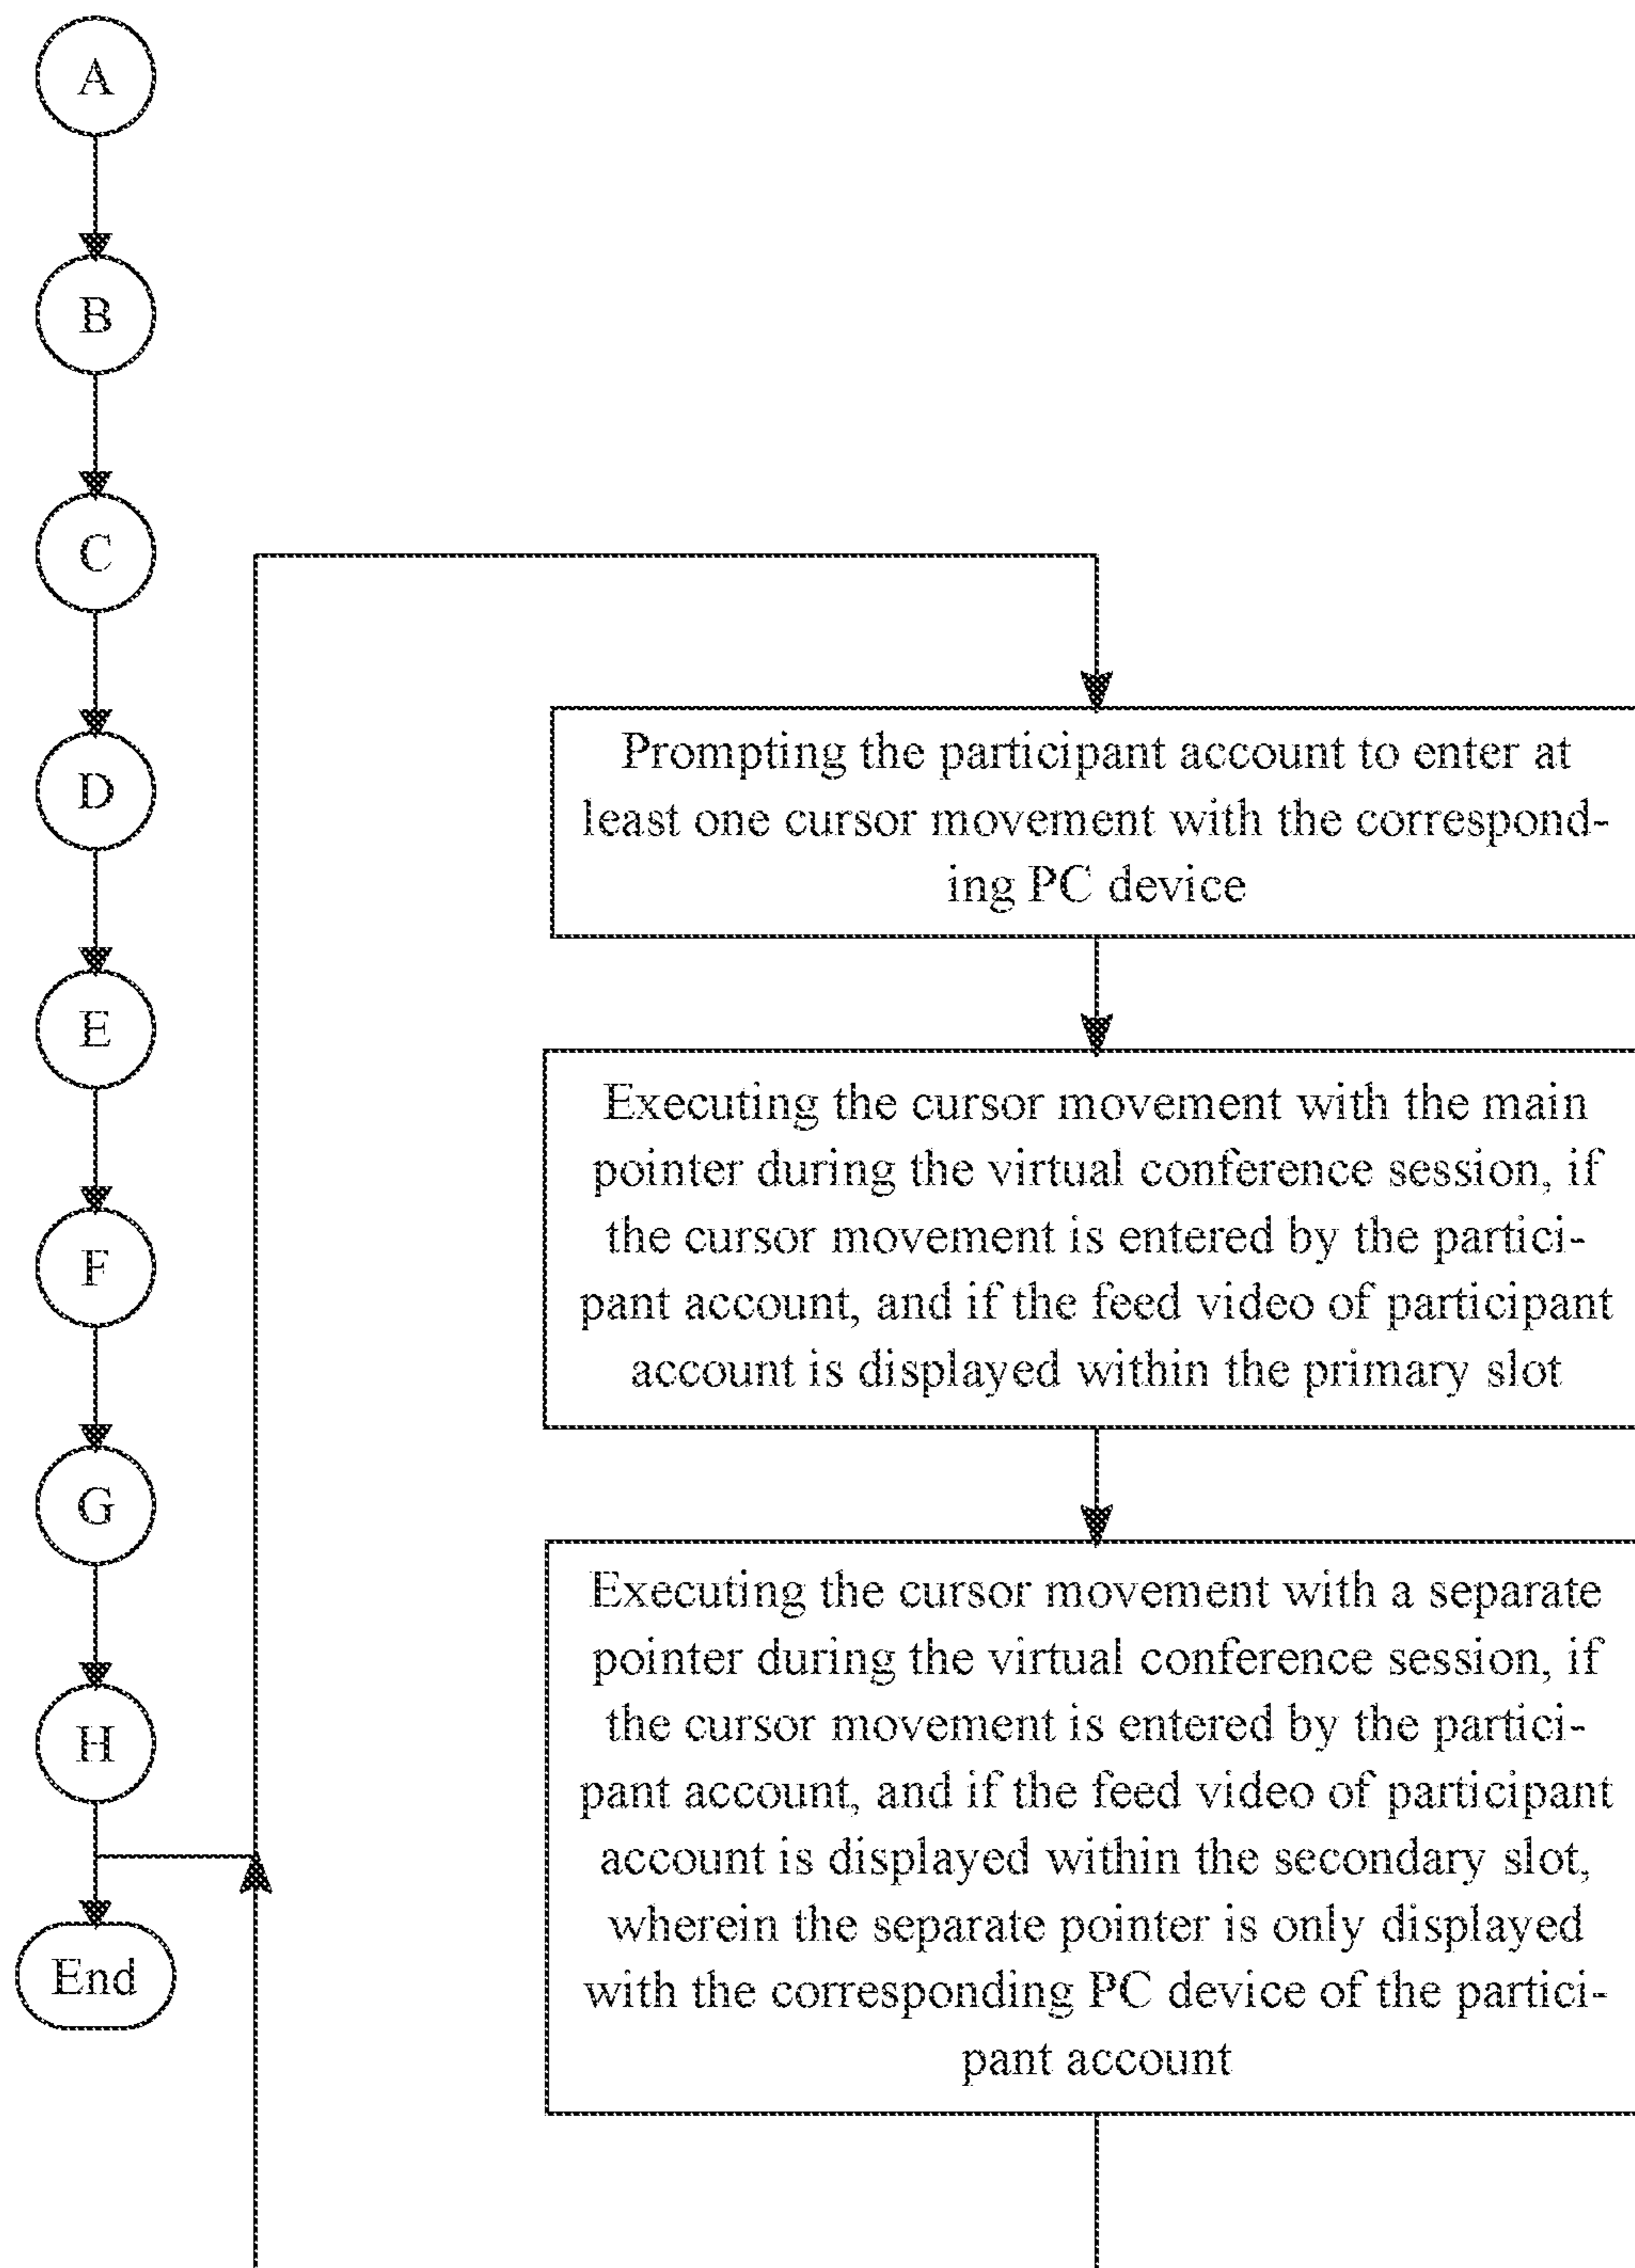 A
B
C
D
E
F
G
H
End
Prompting the participant account to enter at
least one cursor movement with the correspond-
ing PC device
Executing the cursor movement with the main
pointer during the virtual conference session, if
the cursor movement is entered by the partici-
pant account, and if the feed video of participant
account is displayed within the primary slot
Executing the cursor movement with a separate
pointer during the virtual conference session, if
the cursor movement is entered by the partici-
pant account, and if the feed video of participant
account is displayed within the secondary slot,
wherein the separate pointer is only displayed
with the corresponding PC device of the partici-
pant account